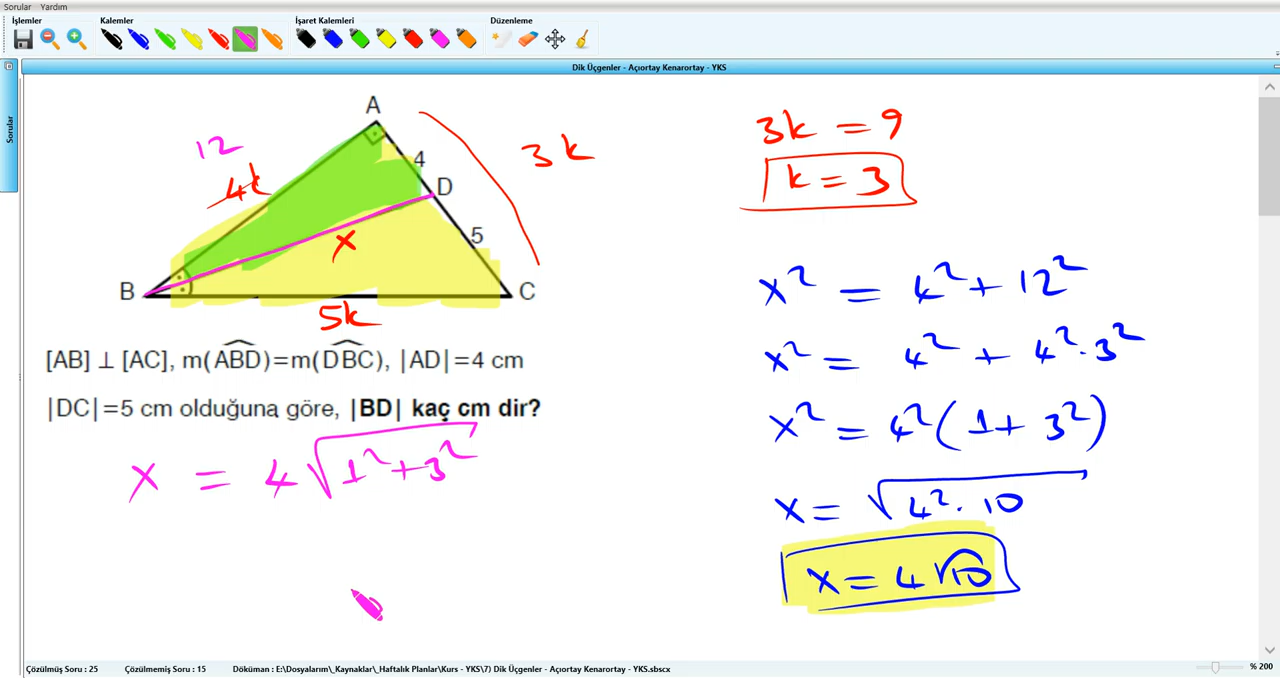 Sorular Yardım
İşlemler Kalemler İşaret Kalemleri Düzenleme
Dik Üçgenler - Açıortay Kenarortay - YKS
Sorular
A
12
4k
4
3k
D
x
5
B
C
5k
[AB] ⊥ [AC], m(ABD)=m(DBC), |AD|=4 cm
|DC|=5 cm olduğuna göre, |BD| kaç cm dir?
x = 4√(1²+3²)
3k = 9
k = 3
x² = 4² + 12²
x² = 4² + 4²·3²
x² = 4²(1+3²)
x = √(4²·10)
x = 4√10
Çözülmüş Soru : 25 Çözülmemiş Soru : 15 Döküman : E:\Dosyalarım\_Kaynaklar\_Haftalık Planlar\Kurs - YKS\7) Dik Üçgenler - Açıortay Kenarortay - YKS.sbscx % 200